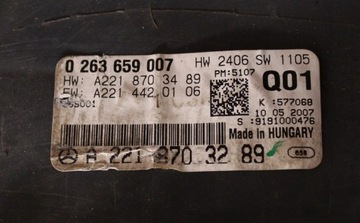 0 263 659 007 HW 2406 SW 1105
PM:5107
HW: A221 870 34 89
A221 442 01 06
Q01
K :577068
10 05 2007
S :9191000476
Made in HUNGARY
A 221 870 32 89